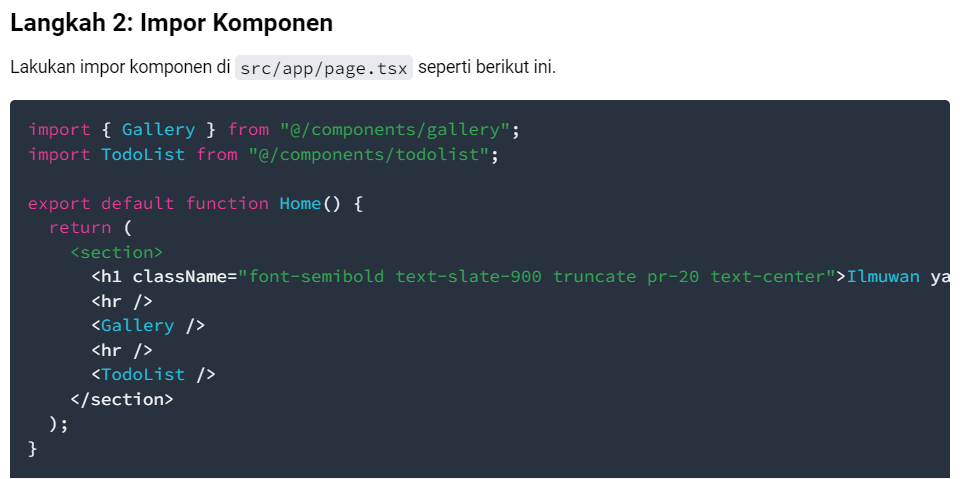 Langkah 2: Impor Komponen
Lakukan impor komponen di src/app/page.tsx seperti berikut ini.
import { Gallery } from "@/components/gallery";
import TodoList from "@/components/todolist";
export default function Home() {
return (
<section>
<h1 className="font-semibold text-slate-900 truncate pr-20 text-center">Ilmuwan
<hr />
<Gallery />
<hr />
<TodoList />
</section>
);
}